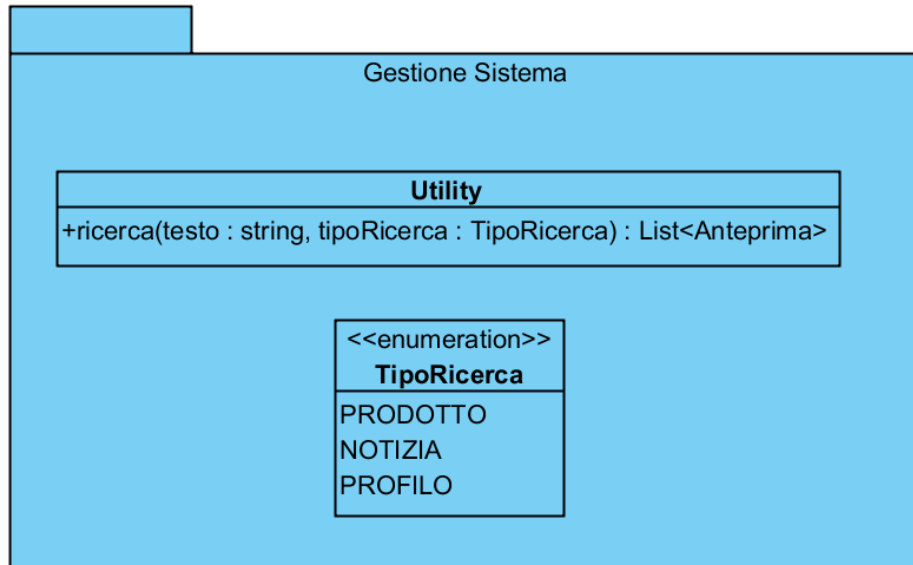 Gestione Sistema
Utility
+ricerca(testo : string, tipoRicerca : TipoRicerca) : List<Anteprima>
<<enumeration>>
TipoRicerca
PRODOTTO
NOTIZIA
PROFILO